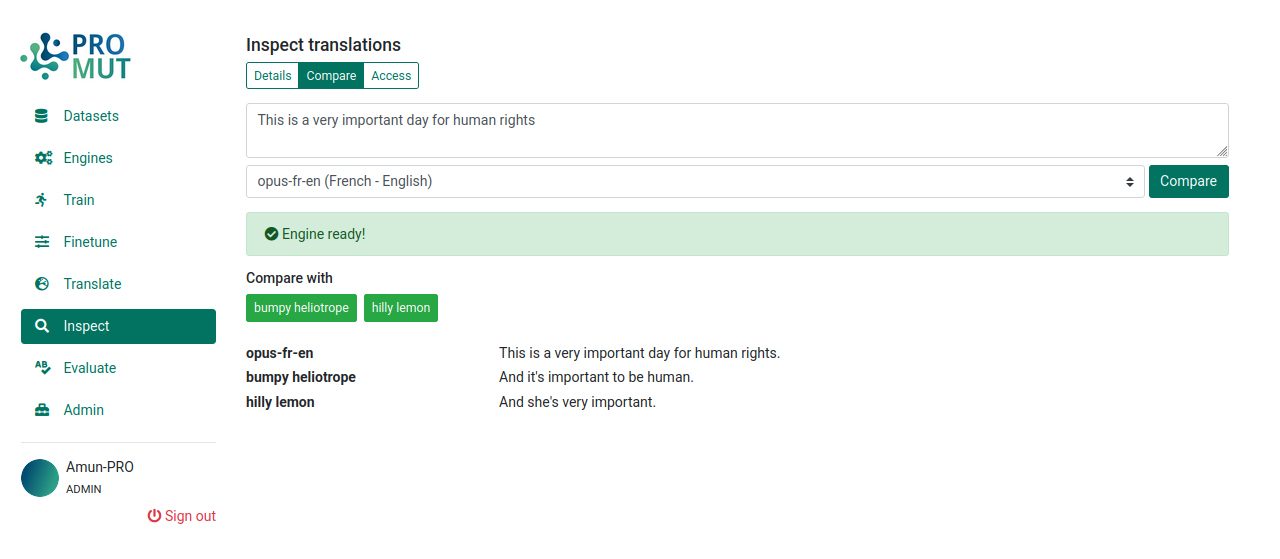 PRO
MUT
Datasets
Engines
Train
Finetune
Translate
Inspect
Evaluate
Admin
Amun-PRO
ADMIN
Sign out
Inspect translations
Details Compare Access
This is a very important day for human rights
opus-fr-en (French - English) Compare
Engine ready!
Compare with
bumpy heliotrope hilly lemon
opus-fr-en This is a very important day for human rights.
bumpy heliotrope And it's important to be human.
hilly lemon And she's very important.